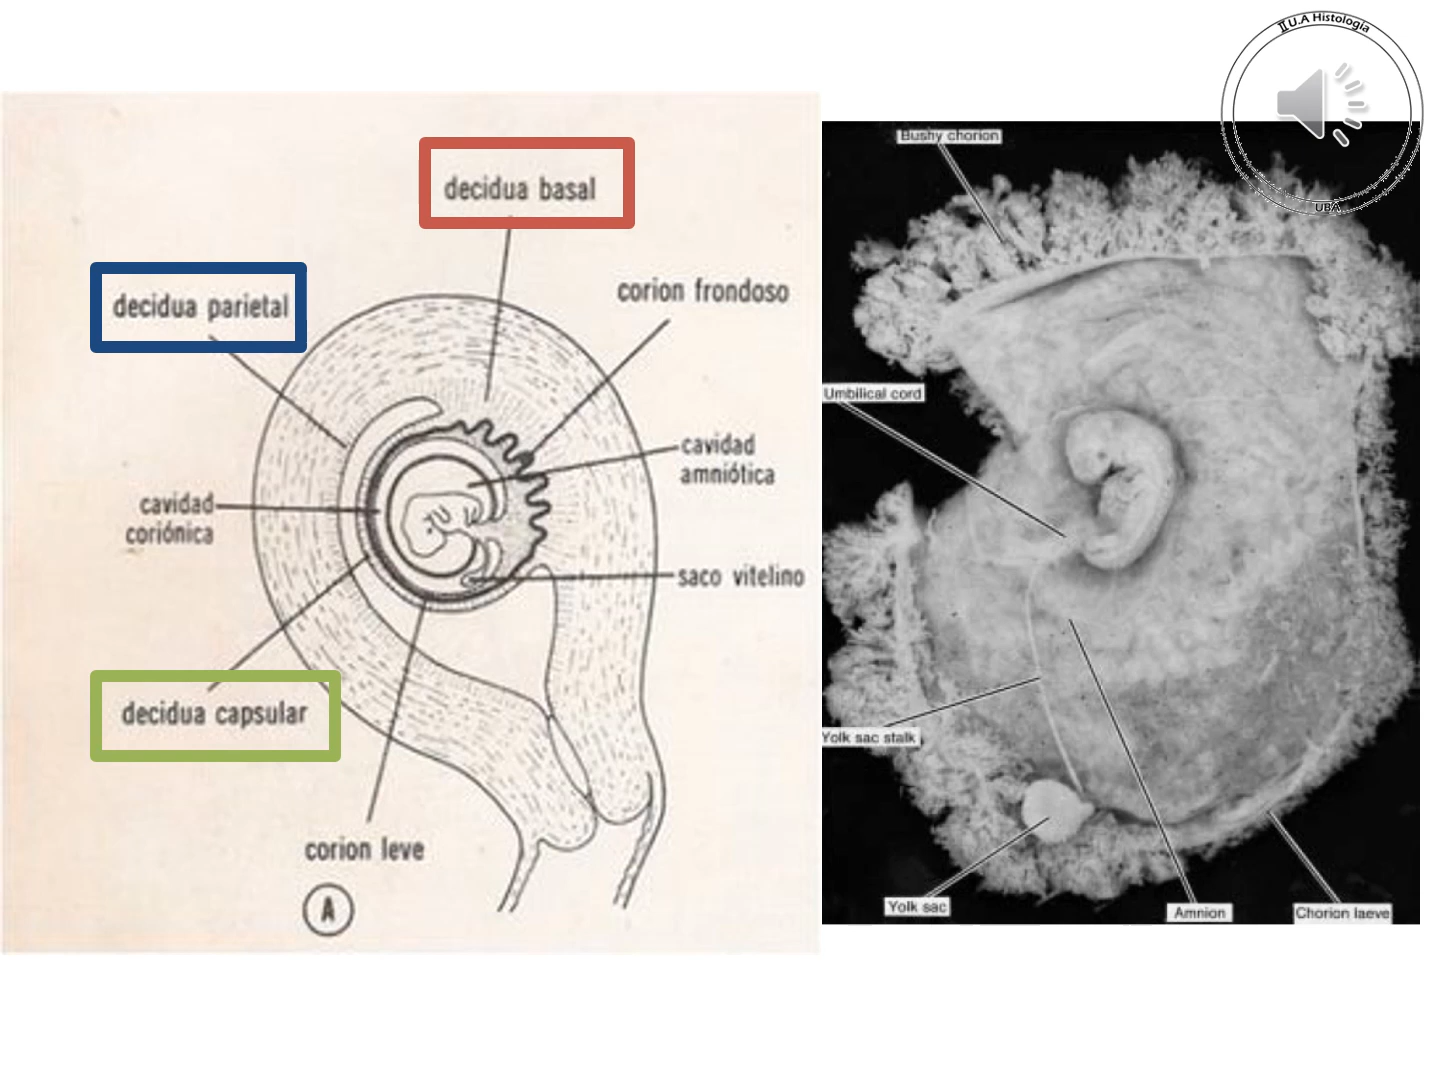 II U.A Histología
UBA
decidua basal
decidua parietal
corion frondoso
cavidad
amniótica
cavidad
coriónica
saco vitelino
decidua capsular
corion leve
A
Bushy chorion
Umbilical cord
Yolk sac stalk
Yolk sac
Amnion
Chorion laeve